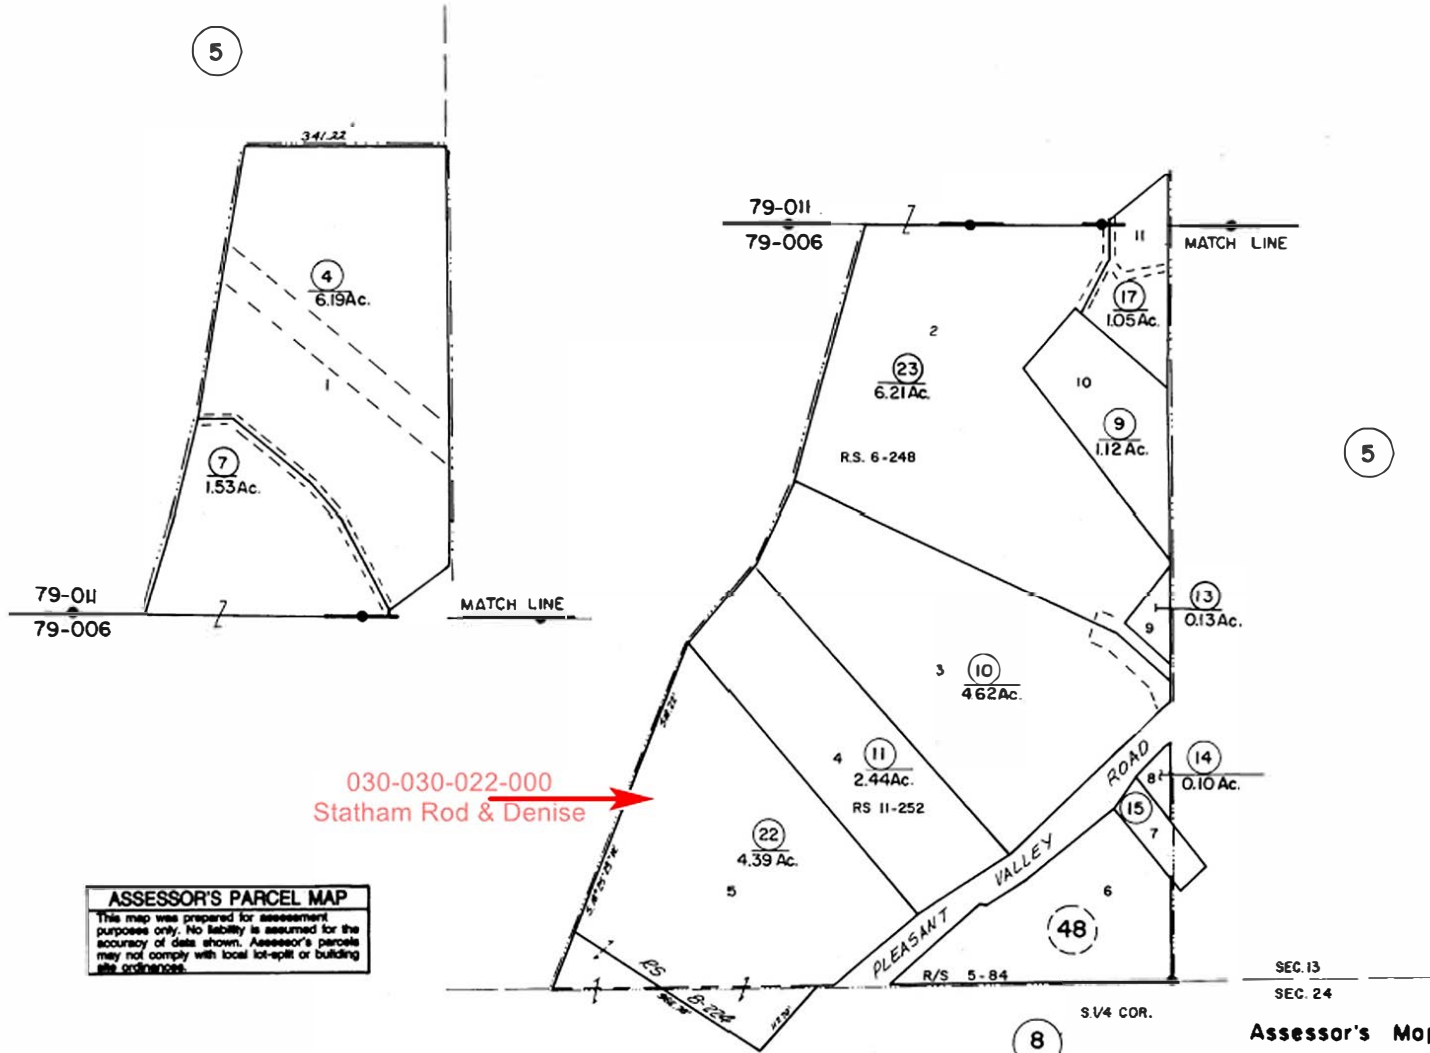 5
341.22'
4
6.19Ac.
1
7
1.53Ac.
79-011
79-006
MATCH LINE
79-011
79-006
MATCH LINE
11
17
1.05Ac.
2
23
6.21Ac.
R.S. 6-248
10
9
1.12 Ac.
5
13
0.13Ac.
9
3
10
4.62Ac.
4
11
2.44Ac.
RS 11-252
14
0.10 Ac.
8
15
7
030-030-022-000
Statham Rod & Denise
22
4.39 Ac.
5
6
48
PLEASANT VALLEY ROAD
RS 8-224
R/S 5-84
SEC. 13
SEC. 24
S.1/4 COR.
8
Assessor's Map
ASSESSOR'S PARCEL MAP
This map was prepared for assessment
purposes only. No liability is assumed for the
accuracy of data shown. Assessor's parcels
may not comply with local lot-split or building
site ordinances.